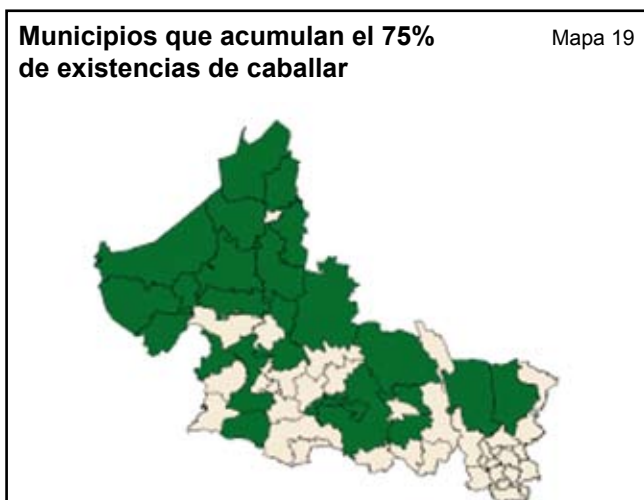 Municipios que acumulan el 75% Mapa 19
de existencias de caballar